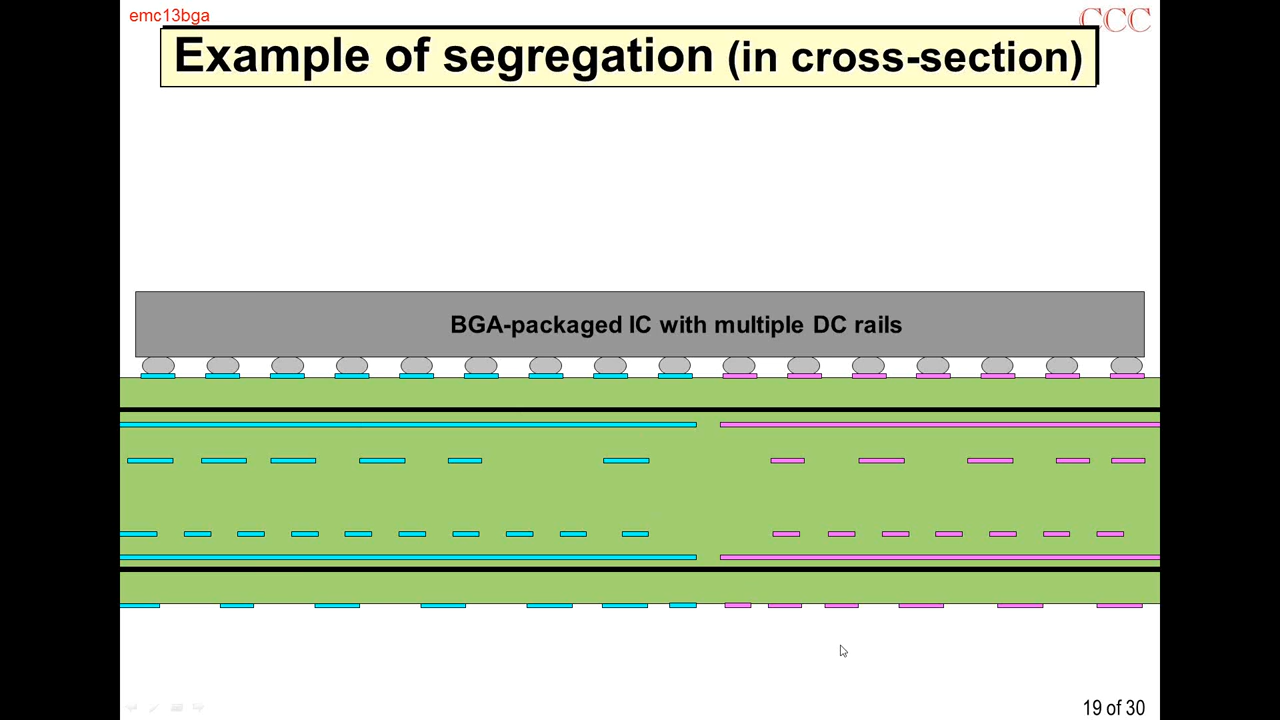 emc13bga
CCC
Example of segregation (in cross-section)
BGA-packaged IC with multiple DC rails
19 of 30